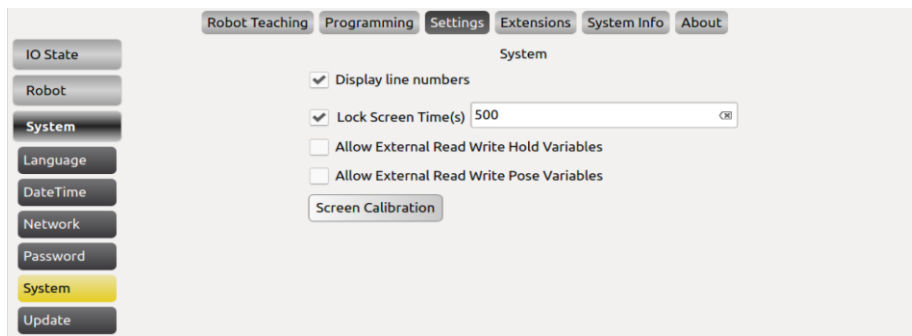 Robot Teaching Programming Settings Extensions System Info About
IO State
Robot
System
Language
DateTime
Network
Password
System
Update
System
Display line numbers
Lock Screen Time(s) 500
Allow External Read Write Hold Variables
Allow External Read Write Pose Variables
Screen Calibration